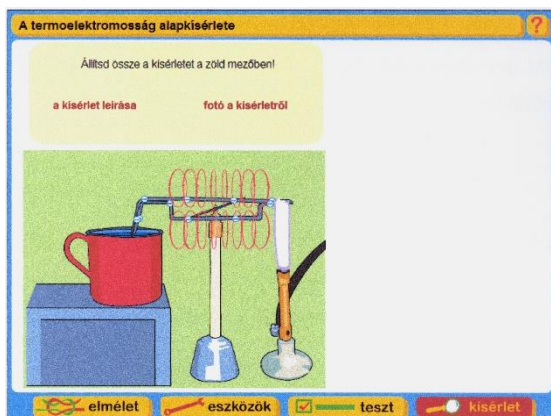 A termoelektromosság alapkísérlete
?
Állítsd össze a kísérletet a zöld mezőben!
a kísérlet leírása fotó a kísérletről
elmélet eszközök teszt kísérlet